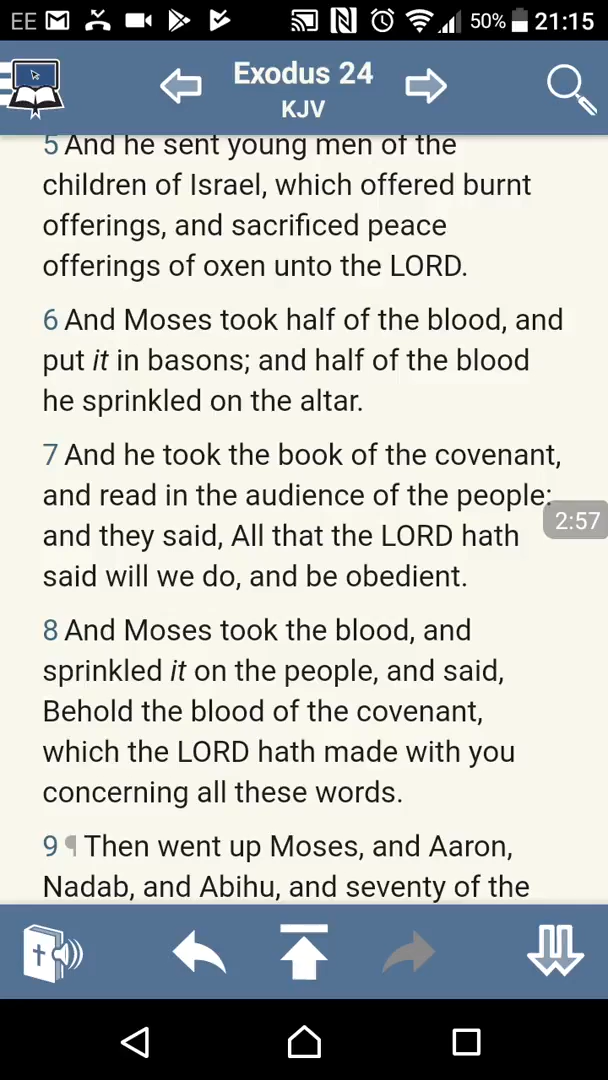 EE 50% 21:15
Exodus 24
KJV
5 And he sent young men of the
children of Israel, which offered burnt
offerings, and sacrificed peace
offerings of oxen unto the LORD.
6 And Moses took half of the blood, and
put it in basons; and half of the blood
he sprinkled on the altar.
7 And he took the book of the covenant,
and read in the audience of the people:
2:57
and they said, All that the LORD hath
said will we do, and be obedient.
8 And Moses took the blood, and
sprinkled it on the people, and said,
Behold the blood of the covenant,
which the LORD hath made with you
concerning all these words.
9 ¶ Then went up Moses, and Aaron,
Nadab, and Abihu, and seventy of the